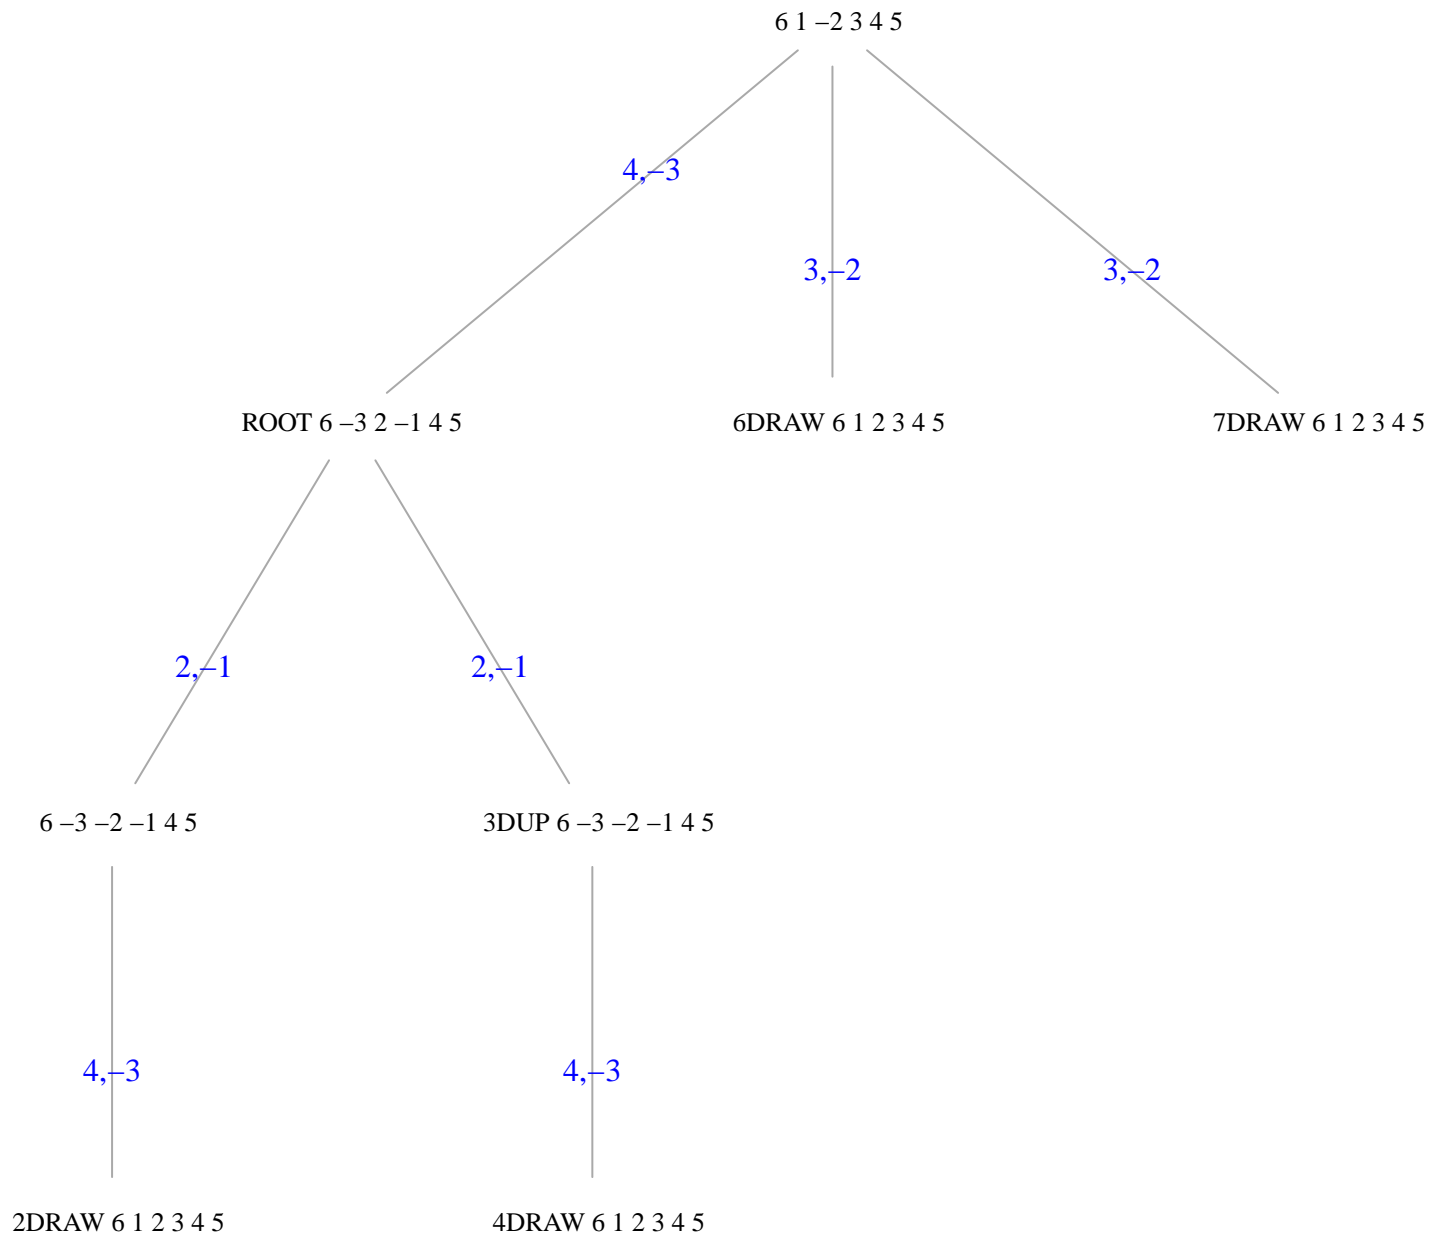 6 1 –2 3 4 5
4,–3
3,–2
3,–2
ROOT 6 –3 2 –1 4 5
6DRAW 6 1 2 3 4 5
7DRAW 6 1 2 3 4 5
2,–1
2,–1
6 –3 –2 –1 4 5
3DUP 6 –3 –2 –1 4 5
4,–3
4,–3
2DRAW 6 1 2 3 4 5
4DRAW 6 1 2 3 4 5